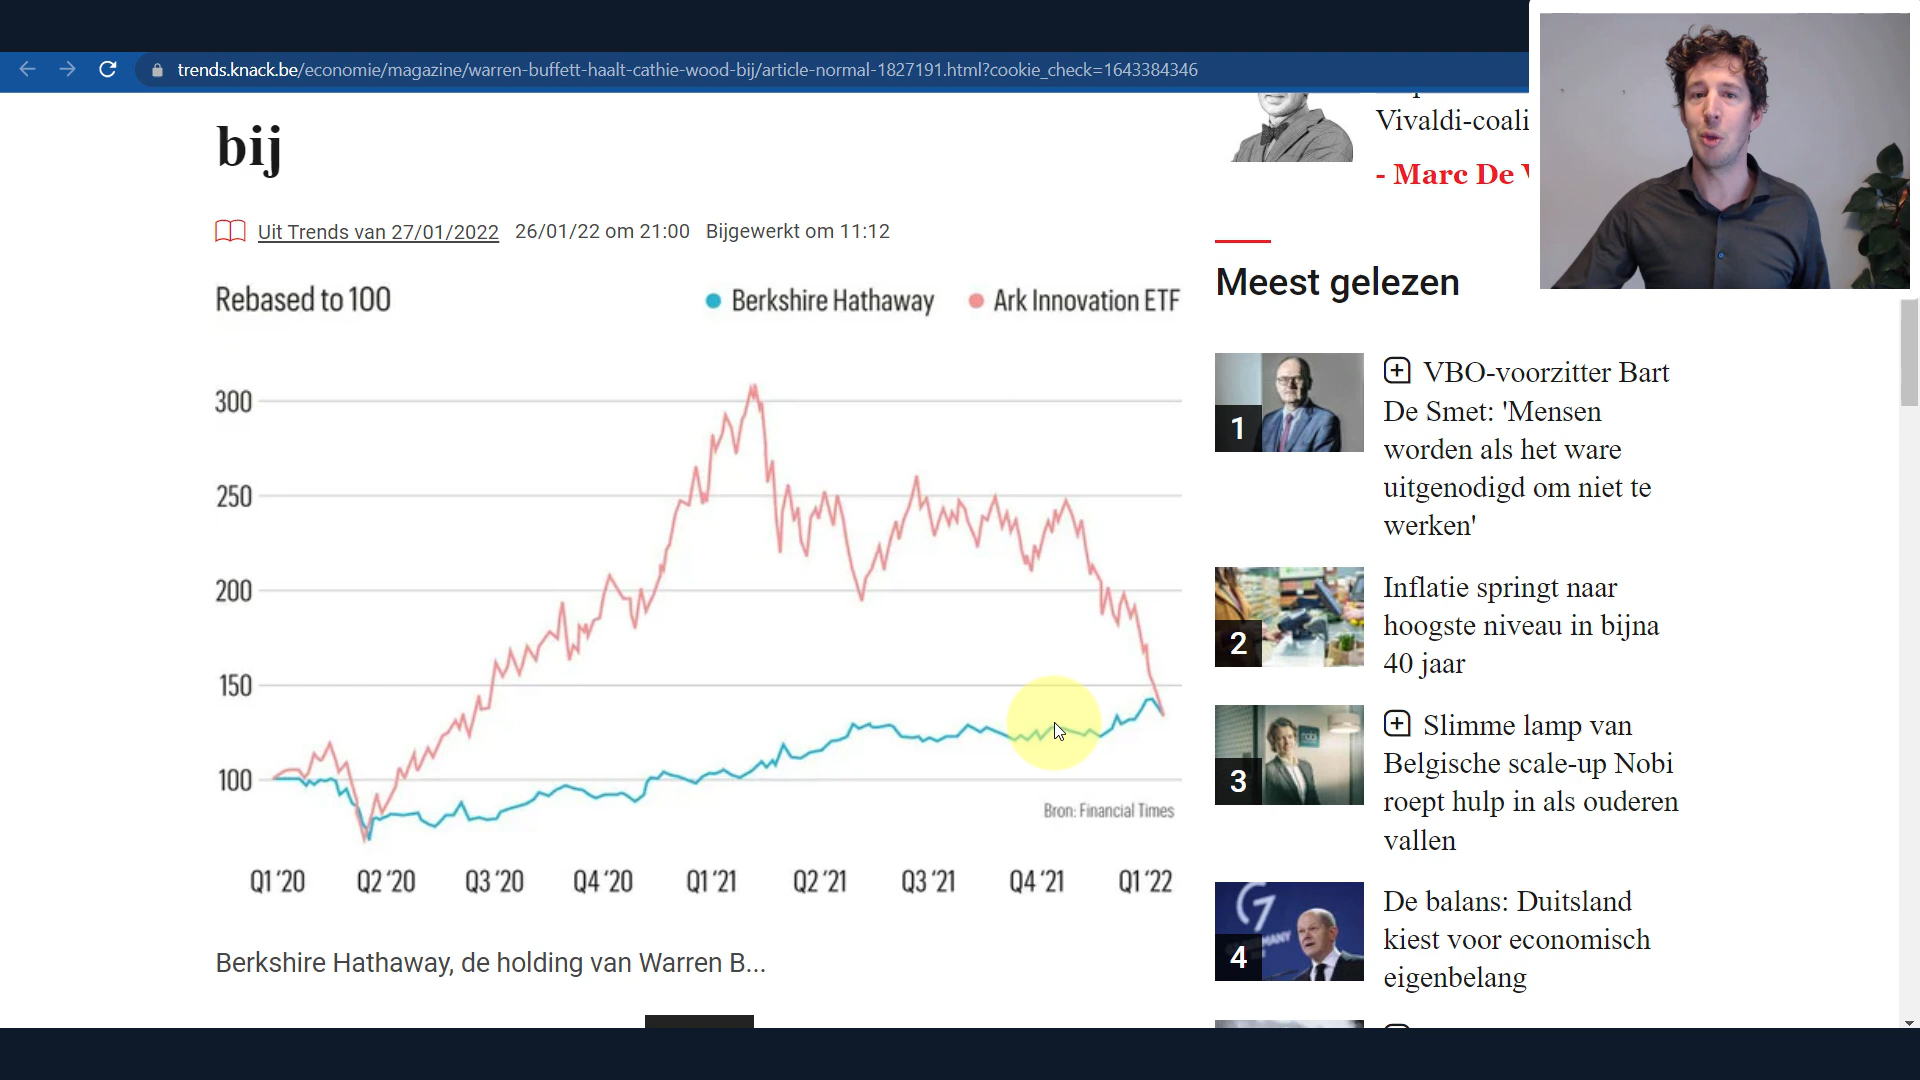 trends.knack.be/economie/magazine/warren-buffett-haalt-cathie-wood-bij/article-normal-1827191.html?cookie_check=1643384346
bij
Uit Trends van 27/01/2022 26/01/22 om 21:00 Bijgewerkt om 11:12
Rebased to 100
Berkshire Hathaway
Ark Innovation ETF
300
250
200
150
100
Bron: Financial Times
Q1 '20 Q2 '20 Q3 '20 Q4 '20 Q1 '21 Q2 '21 Q3 '21 Q4 '21 Q1 '22
Berkshire Hathaway, de holding van Warren B...
Vivaldi-coali
- Marc De
Meest gelezen
1
VBO-voorzitter Bart
De Smet: 'Mensen
worden als het ware
uitgenodigd om niet te
werken'
2
Inflatie springt naar
hoogste niveau in bijna
40 jaar
3
Slimme lamp van
Belgische scale-up Nobi
roept hulp in als ouderen
vallen
4
De balans: Duitsland
kiest voor economisch
eigenbelang